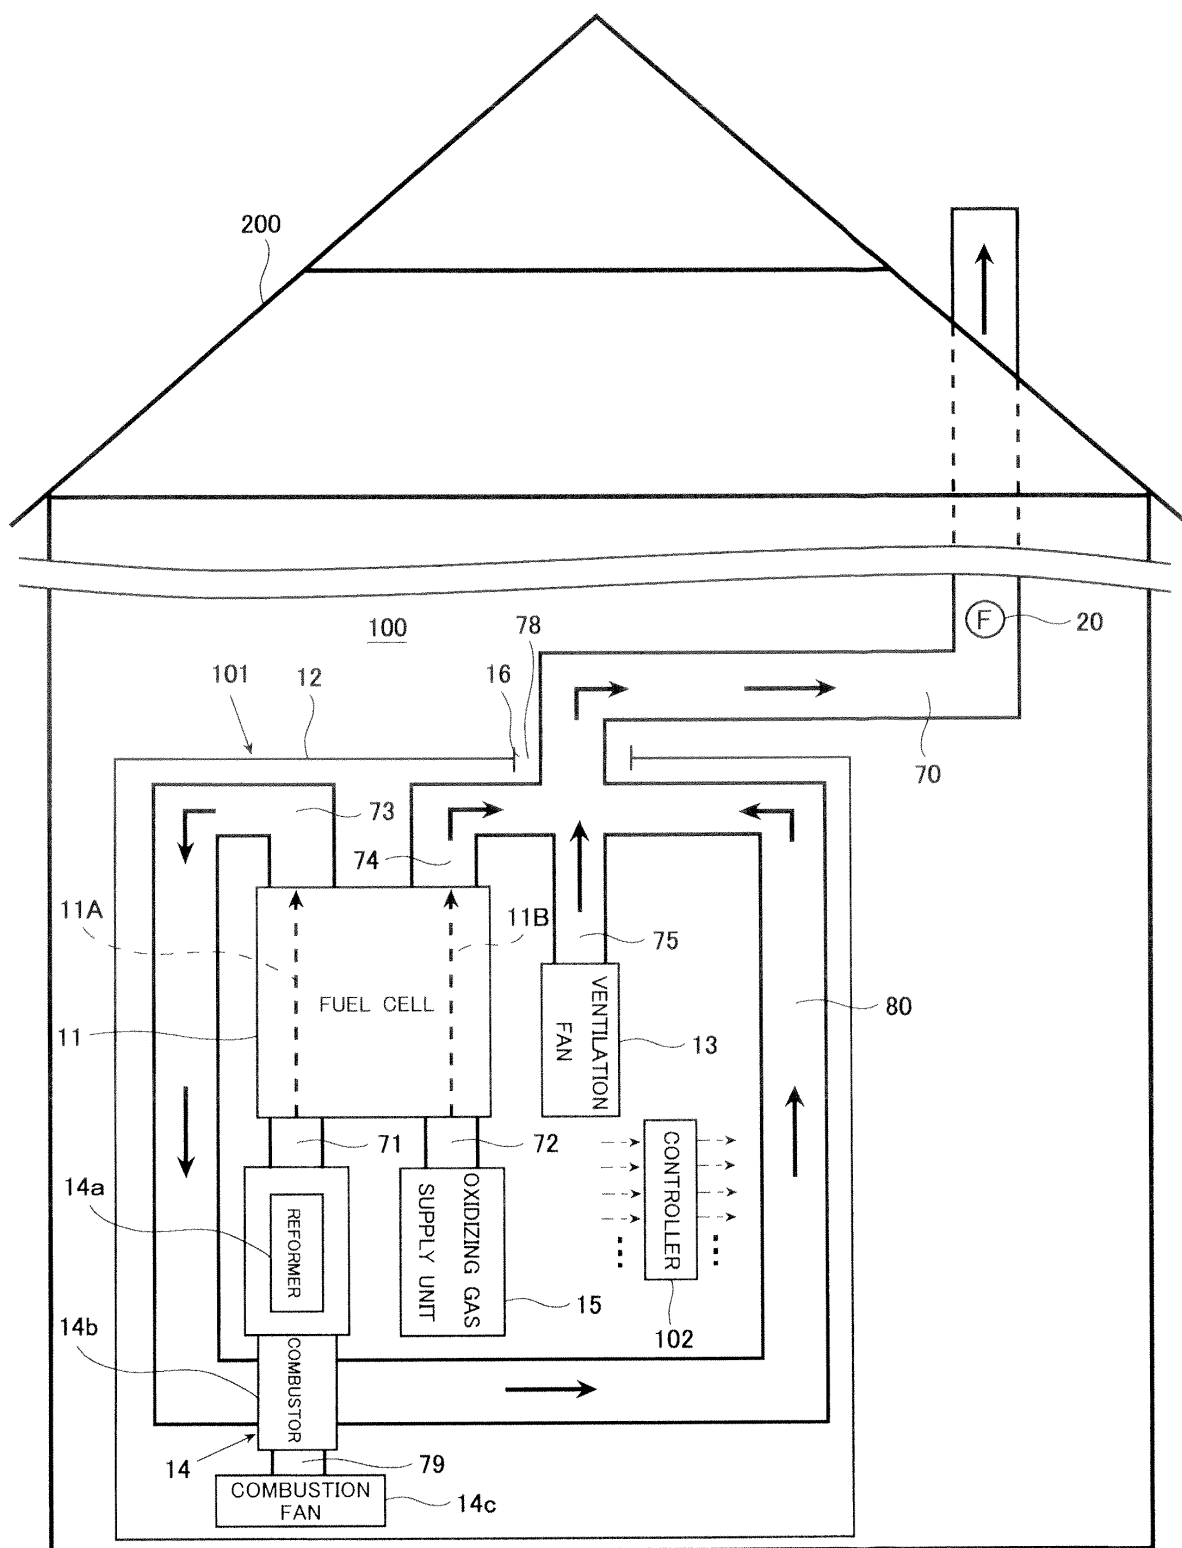 200
F
20
100
78
16
101
12
70
73
74
11A
11B
75
FUEL CELL
VENTILATION
FAN
80
11
13
71
72
14a
REFORMER
OXIDIZING GAS
SUPPLY UNIT
CONTROLLER
15
102
14b
COMBUSTOR
14
79
COMBUSTION
FAN
14c